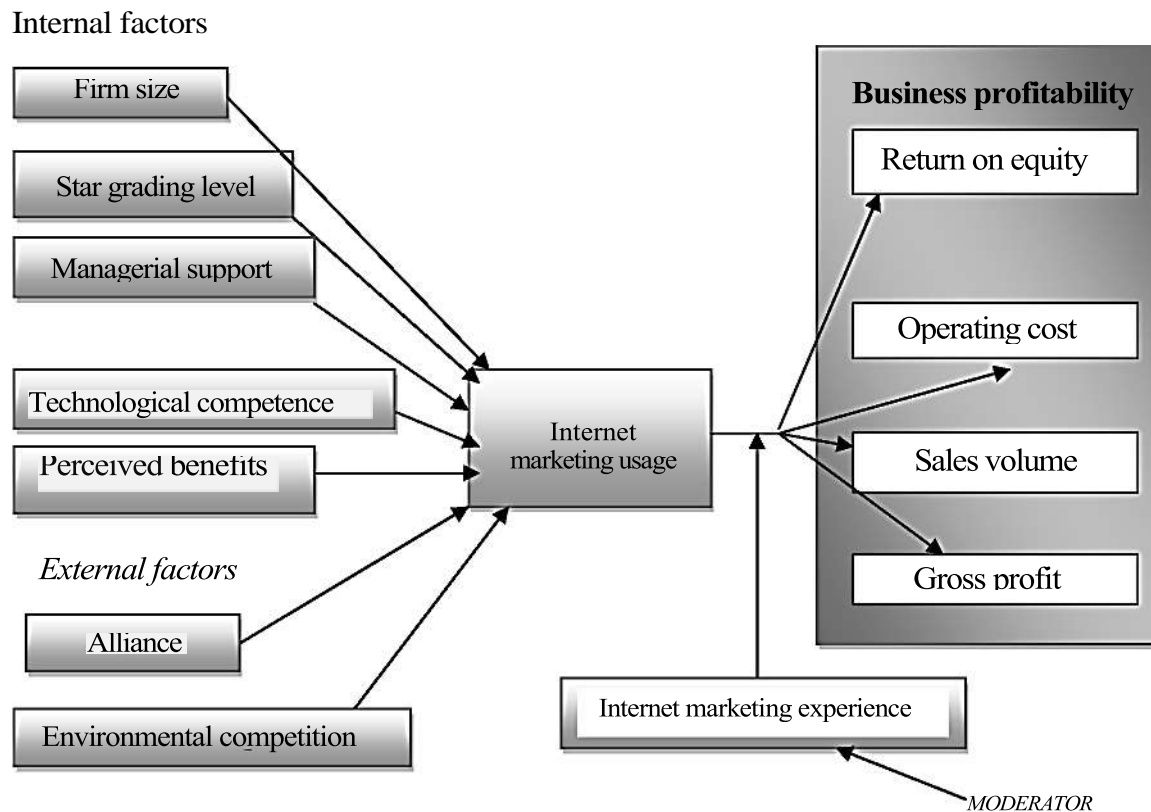 Internal factors
Firm size
Star grading level
Managerial support
Technological competence
Perceived benefits
External factors
Alliance
Environmental competition
Internet
marketing usage
Business profitability
Return on equity
Operating cost
Sales volume
Gross profit
Internet marketing experience
MODERATOR